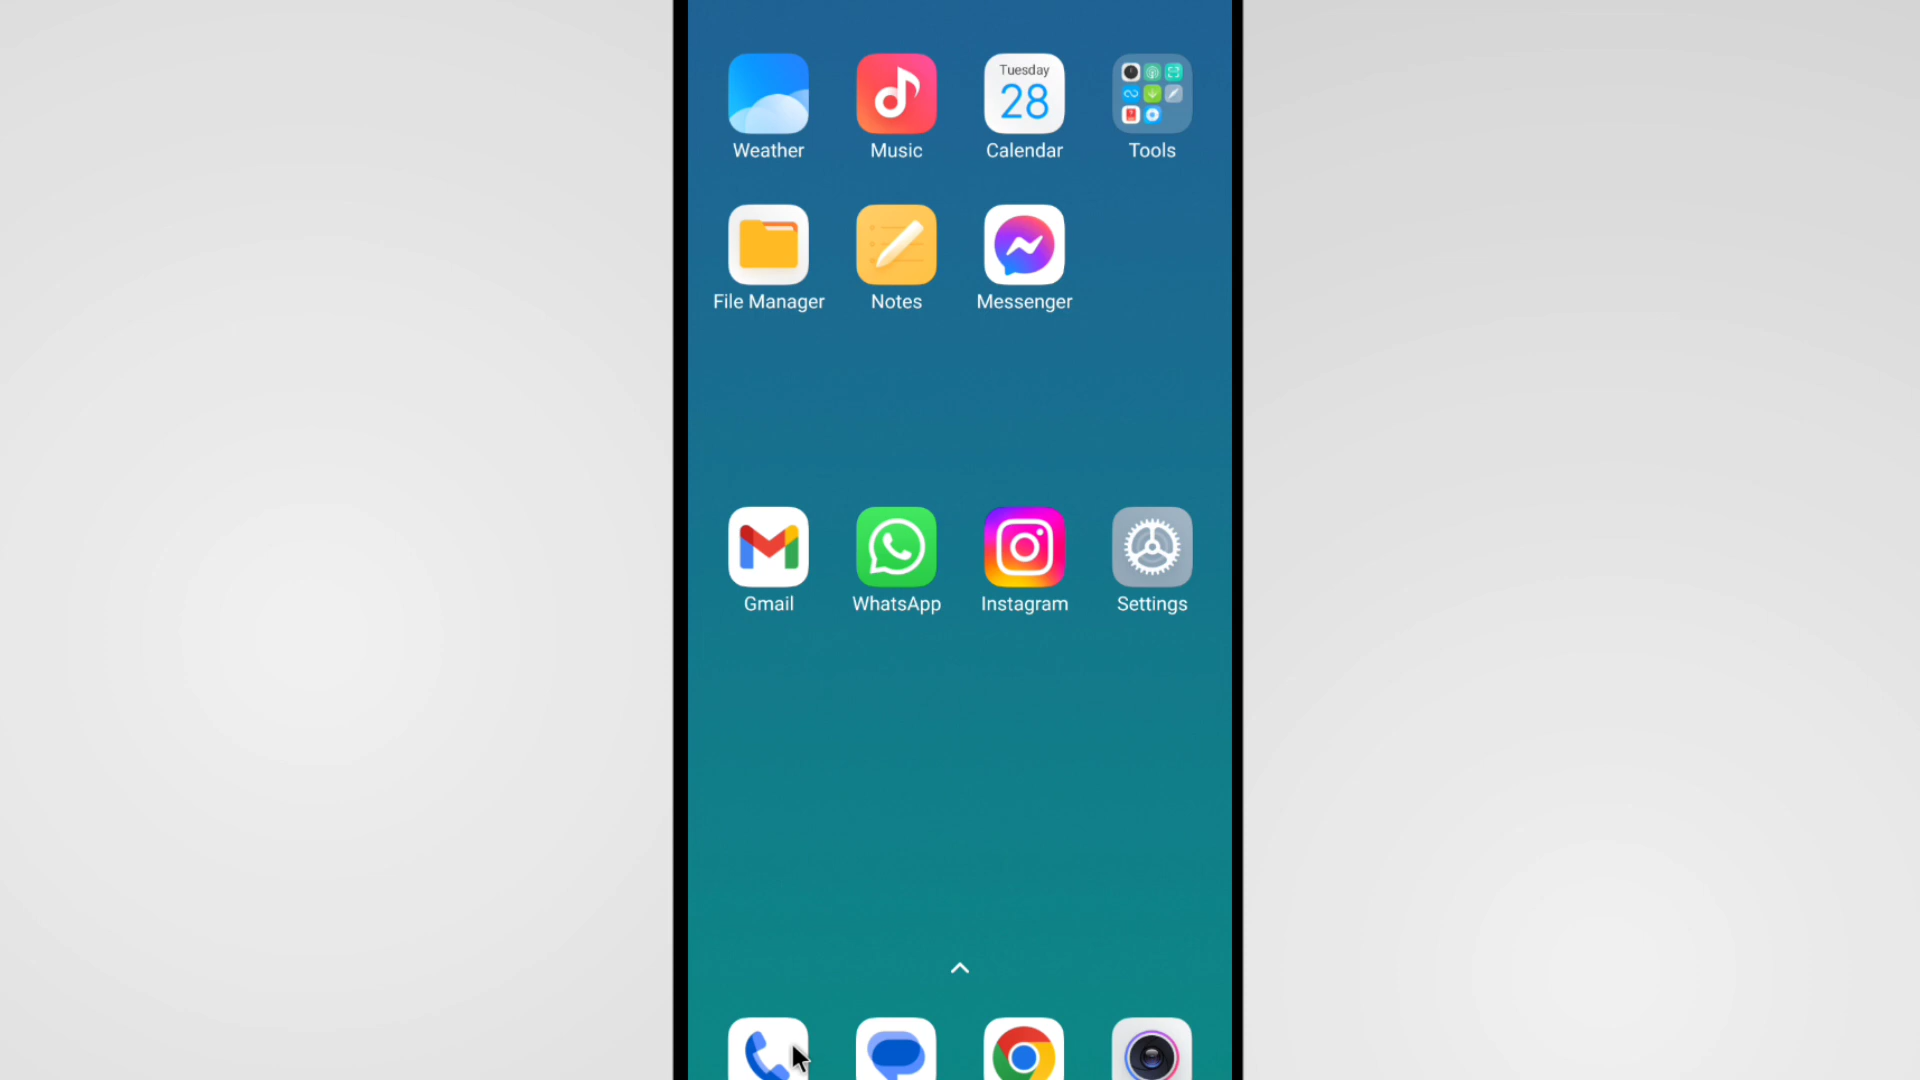 Tuesday
28
Weather
Music
Calendar
Tools
File Manager
Notes
Messenger
Gmail
WhatsApp
Instagram
Settings